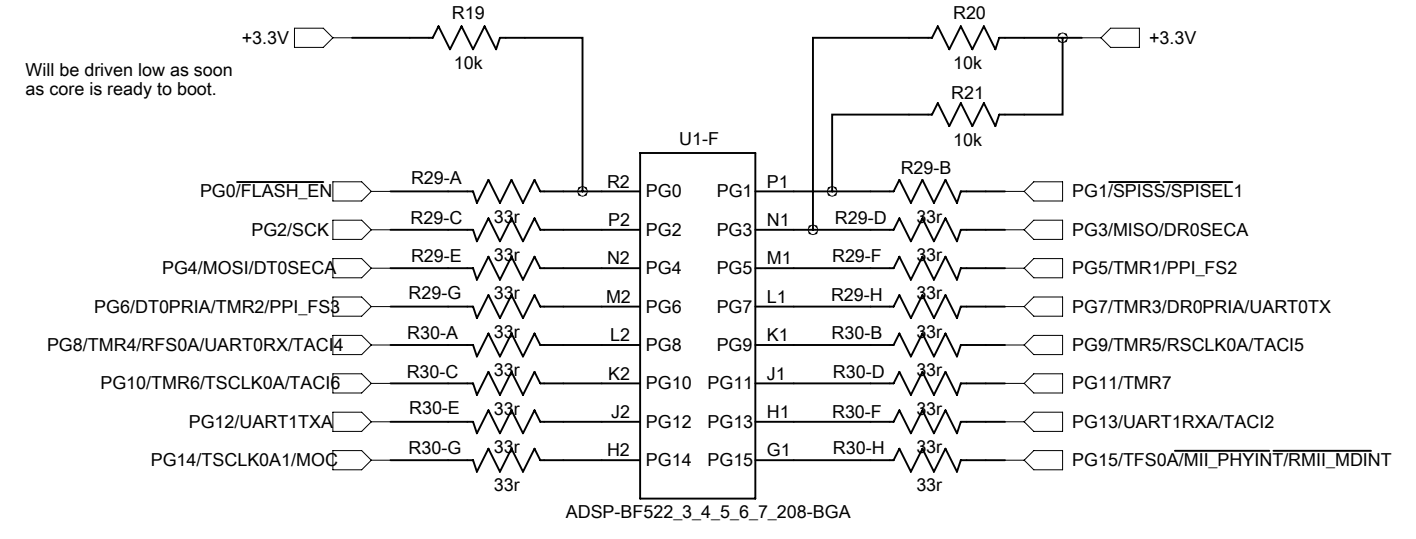 R19
R20
+3.3V
+3.3V
10k
10k
Will be driven low as soon
as core is ready to boot.
R21
10k
U1-F
PG0/FLASH_EN R29-A R2 PG0 PG1 P1 R29-B PG1/SPISS/SPISEL1
33r 33r
PG2/SCK R29-C P2 PG2 PG3 N1 R29-D PG3/MISO/DR0SECA
33r 33r
PG4/MOSI/DT0SECA R29-E N2 PG4 PG5 M1 R29-F PG5/TMR1/PPI_FS2
33r 33r
PG6/DT0PRIA/TMR2/PPI_FS3 R29-G M2 PG6 PG7 L1 R29-H PG7/TMR3/DR0PRIA/UART0TX
33r 33r
PG8/TMR4/RFS0A/UART0RX/TACI4 R30-A L2 PG8 PG9 K1 R30-B PG9/TMR5/RSCLK0A/TACI5
33r 33r
PG10/TMR6/TSCLK0A/TACI6 R30-C K2 PG10 PG11 J1 R30-D PG11/TMR7
33r 33r
PG12/UART1TXA R30-E J2 PG12 PG13 H1 R30-F PG13/UART1RXA/TACI2
33r 33r
PG14/TSCLK0A1/MOC R30-G H2 PG14 PG15 G1 R30-H PG15/TFS0A/MII_PHYINT/RMII_MDINT
33r 33r
ADSP-BF522_3_4_5_6_7_208-BGA